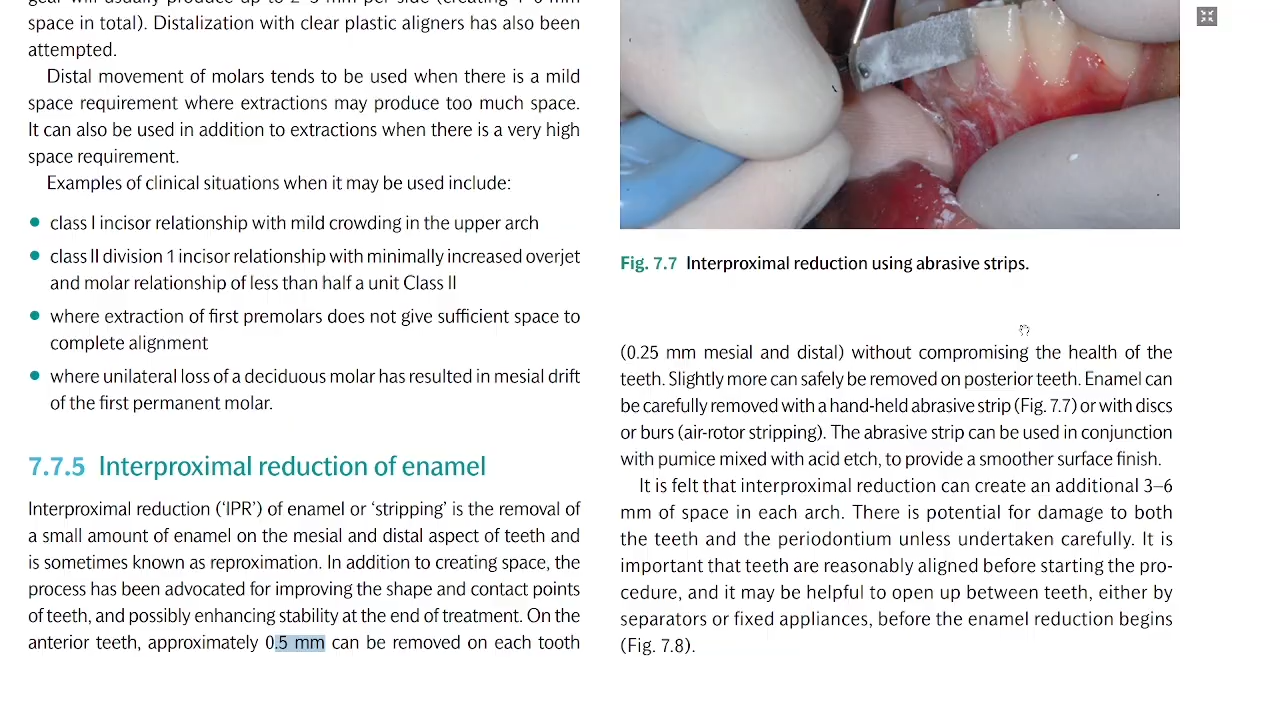 gear will usually produce up to mm per side (creating mm
space in total). Distalization with clear plastic aligners has also been
attempted.
Distal movement of molars tends to be used when there is a mild
space requirement where extractions may produce too much space.
It can also be used in addition to extractions when there is a very high
space requirement.
Examples of clinical situations when it may be used include:
• class I incisor relationship with mild crowding in the upper arch
• class II division 1 incisor relationship with minimally increased overjet
and molar relationship of less than half a unit Class II
• where extraction of first premolars does not give sufficient space to
complete alignment
• where unilateral loss of a deciduous molar has resulted in mesial drift
of the first permanent molar.
7.7.5 Interproximal reduction of enamel
Interproximal reduction (‘IPR’) of enamel or ‘stripping’ is the removal of
a small amount of enamel on the mesial and distal aspect of teeth and
is sometimes known as reproximation. In addition to creating space, the
process has been advocated for improving the shape and contact points
of teeth, and possibly enhancing stability at the end of treatment. On the
anterior teeth, approximately 0.5 mm can be removed on each tooth
Fig. 7.7 Interproximal reduction using abrasive strips.
(0.25 mm mesial and distal) without compromising the health of the
teeth. Slightly more can safely be removed on posterior teeth. Enamel can
be carefully removed with a hand-held abrasive strip (Fig. 7.7) or with discs
or burs (air-rotor stripping). The abrasive strip can be used in conjunction
with pumice mixed with acid etch, to provide a smoother surface finish.
It is felt that interproximal reduction can create an additional 3–6
mm of space in each arch. There is potential for damage to both
the teeth and the periodontium unless undertaken carefully. It is
important that teeth are reasonably aligned before starting the pro-
cedure, and it may be helpful to open up between teeth, either by
separators or fixed appliances, before the enamel reduction begins
(Fig. 7.8).